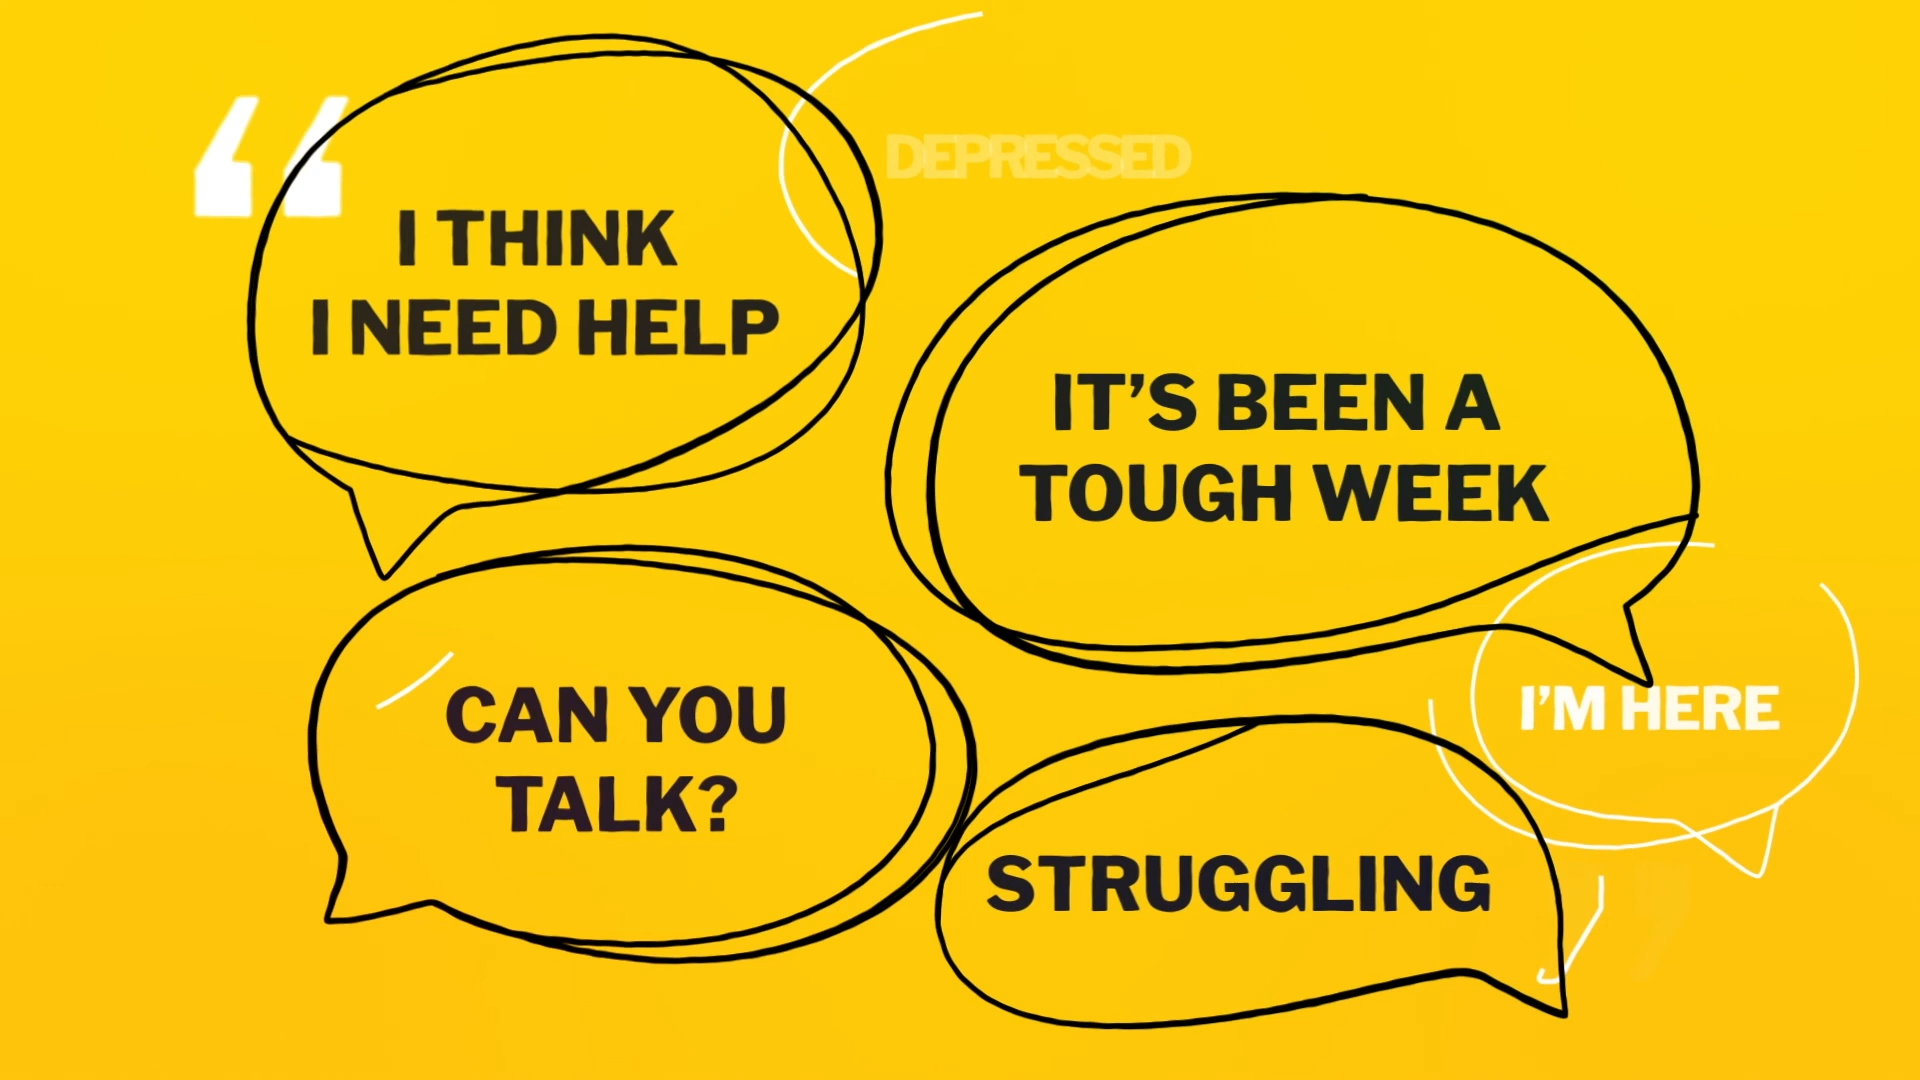 DEPRESSED
I THINK
I NEED HELP
IT’S BEEN A
TOUGH WEEK
CAN YOU
TALK?
I’M HERE
STRUGGLING